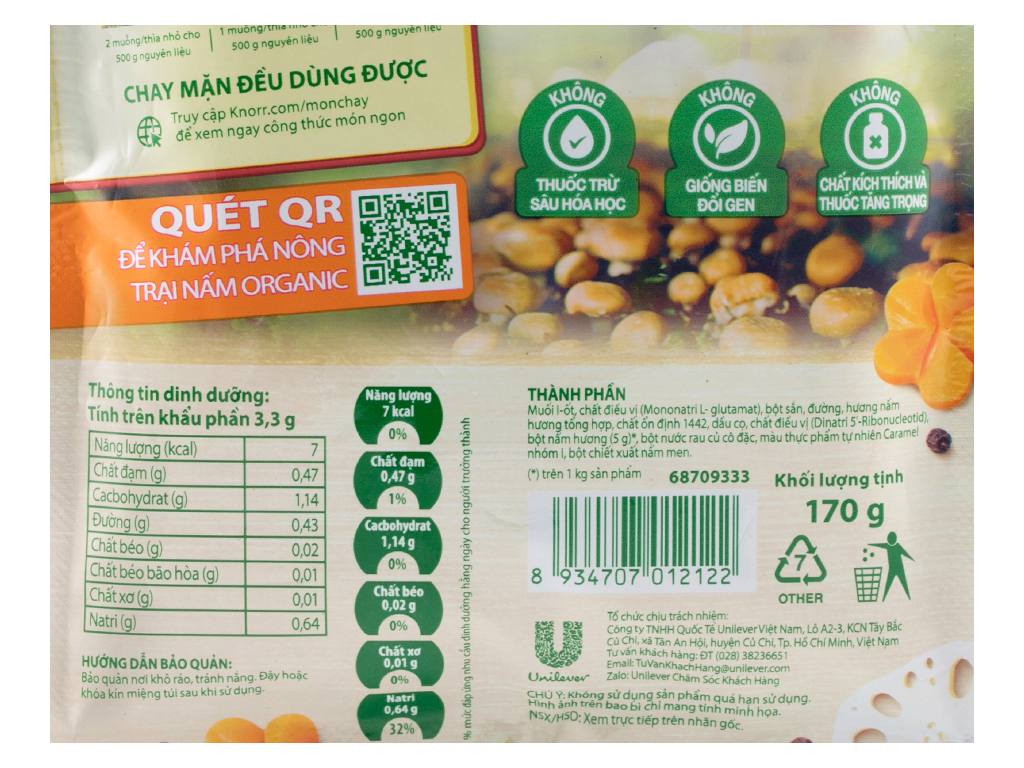 2 muỗng/thìa nhỏ cho
500 g nguyên liệu
500 g nguyên liệu
500 g nguyên liệu
CHAY MẶN ĐỀU DÙNG ĐƯỢC
Truy cập Knorr.com/monchay
để xem ngay công thức món ngon
QUÉT QR
ĐỂ KHÁM PHÁ NÔNG
TRẠI NẤM ORGANIC
KHÔNG
THUỐC TRỪ
SÂU HÓA HỌC
KHÔNG
GIỐNG BIẾN
ĐỔI GEN
KHÔNG
CHẤT KÍCH THÍCH VÀ
THUỐC TĂNG TRỌNG
Thông tin dinh dưỡng:
Tính trên khẩu phần 3,3 g
Năng lượng (kcal) 7
Chất đạm (g) 0,47
Cacbohydrat (g) 1,14
Đường (g) 0,43
Chất béo (g) 0,02
Chất béo bão hòa (g) 0,01
Chất xơ (g) 0,01
Natri (g) 0,64
HƯỚNG DẪN BẢO QUẢN:
Bảo quản nơi khô ráo, tránh nắng. Đậy hoặc
khóa kín miệng túi sau khi sử dụng.
Năng lượng
7 kcal
0%
Chất đạm
0,47 g
1%
Cacbohydrat
1,14 g
0%
Chất béo
0,02 g
0%
Chất xơ
0,01 g
0%
Natri
0,64 g
32%
% mức đáp ứng nhu cầu dinh dưỡng hằng ngày cho người trưởng thành
THÀNH PHẦN
Muối I-ốt, chất điều vị (Mononatri L- glutamat), bột sắn, đường, hương nấm
hương tổng hợp, chất ổn định 1442, dầu cọ, chất điều vị (Dinatri 5'-Ribonucleotid),
bột nấm hương (5 g)*, bột nước rau củ cô đặc, màu thực phẩm tự nhiên Caramel
nhóm I, bột chiết xuất nấm men.
(*) trên 1 kg sản phẩm
68709333
Khối lượng tịnh
170 g
8 934707 012122
7
OTHER
Unilever
Tổ chức chịu trách nhiệm:
Công ty TNHH Quốc Tế Unilever Việt Nam, Lô A2-3, KCN Tây Bắc
Củ Chi, xã Tân An Hội, huyện Củ Chi, Tp. Hồ Chí Minh, Việt Nam
Tư vấn khách hàng: ĐT (028) 38236651
Email: TuVanKhachHang@unilever.com
Zalo: Unilever Chăm Sóc Khách Hàng
CHÚ Ý: Không sử dụng sản phẩm quá hạn sử dụng.
Hình ảnh trên bao bì chỉ mang tính minh họa.
NSX/HSD: Xem trực tiếp trên nhãn gốc.